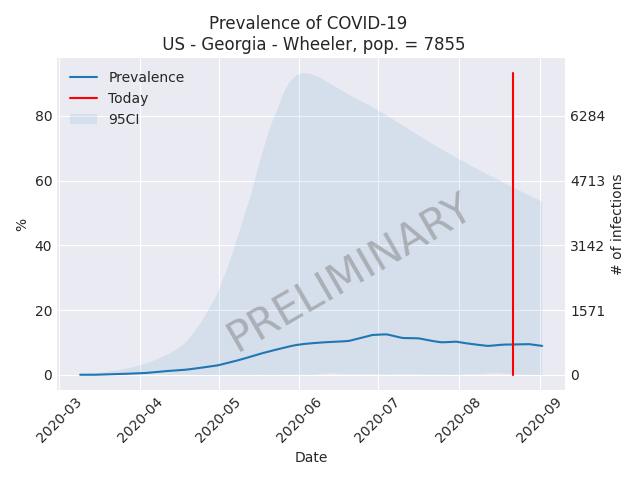 Prevalence of COVID-19
US - Georgia - Wheeler, pop. = 7855
Prevalence
Today
95CI
80
60
40
20
0
%
6284
4713
3142
1571
0
# of infections
PRELIMINARY
2020-03
2020-04
2020-05
2020-06
2020-07
2020-08
2020-09
Date